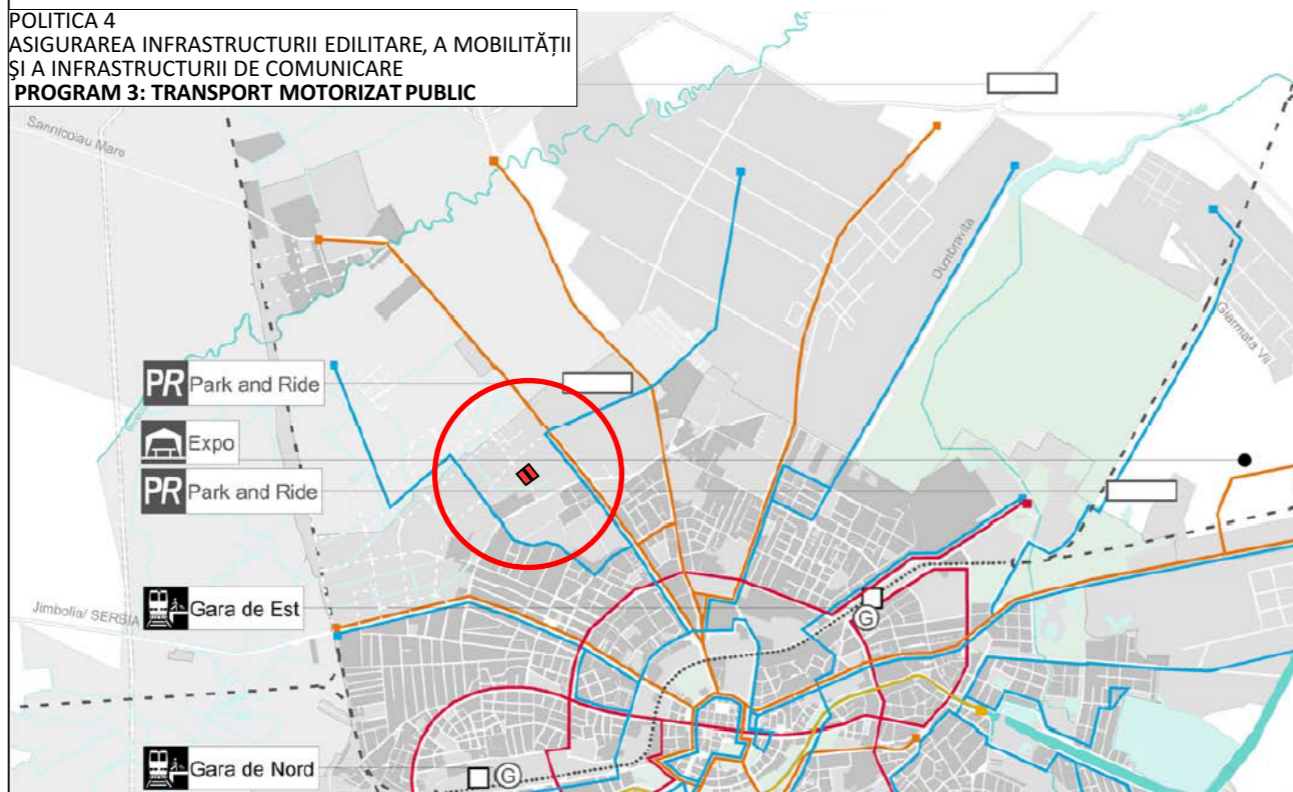 POLITICA 4
ASIGURAREA INFRASTRUCTURII EDILITARE, A MOBILITĂȚII
ȘI A INFRASTRUCTURII DE COMUNICARE
PROGRAM 3: TRANSPORT MOTORIZAT PUBLIC
Sannicolau Mare
Dumbravita
Giarmata Vii
PR Park and Ride
Expo
PR Park and Ride
Jimbolia/ SERBIA
Gara de Est
G
Gara de Nord
G